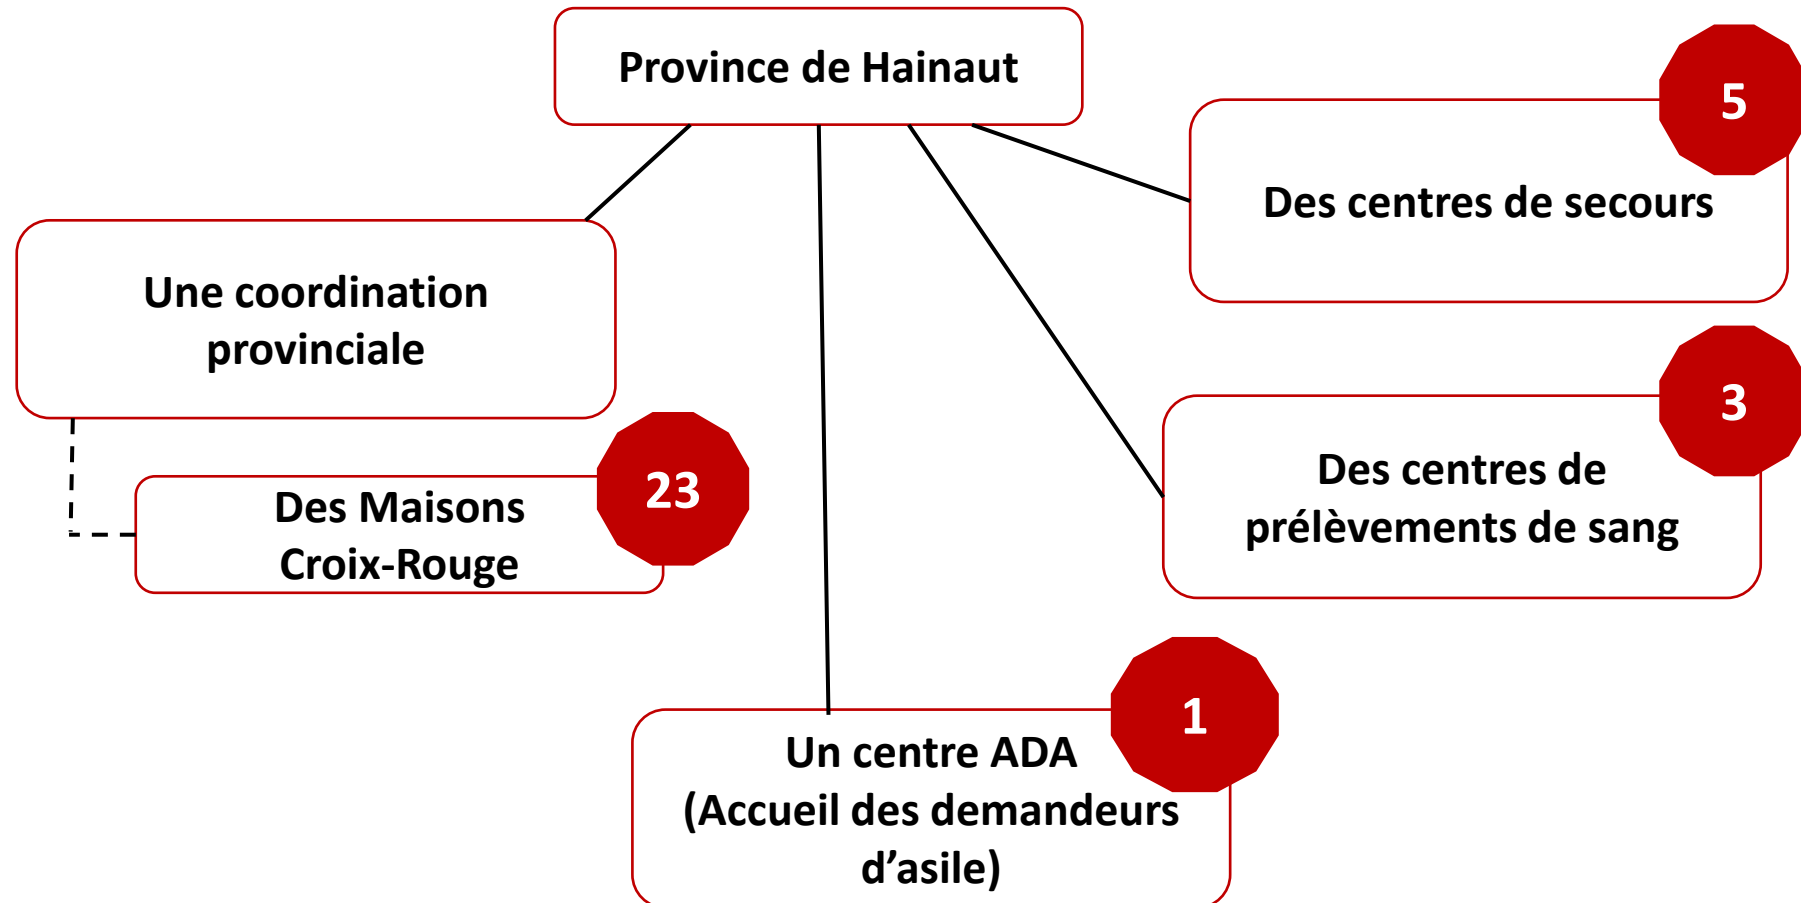 Province de Hainaut
5
Des centres de secours
Une coordination
provinciale
3
Des centres de
prélèvements de sang
23
Des Maisons
Croix-Rouge
1
Un centre ADA
(Accueil des demandeurs
d’asile)